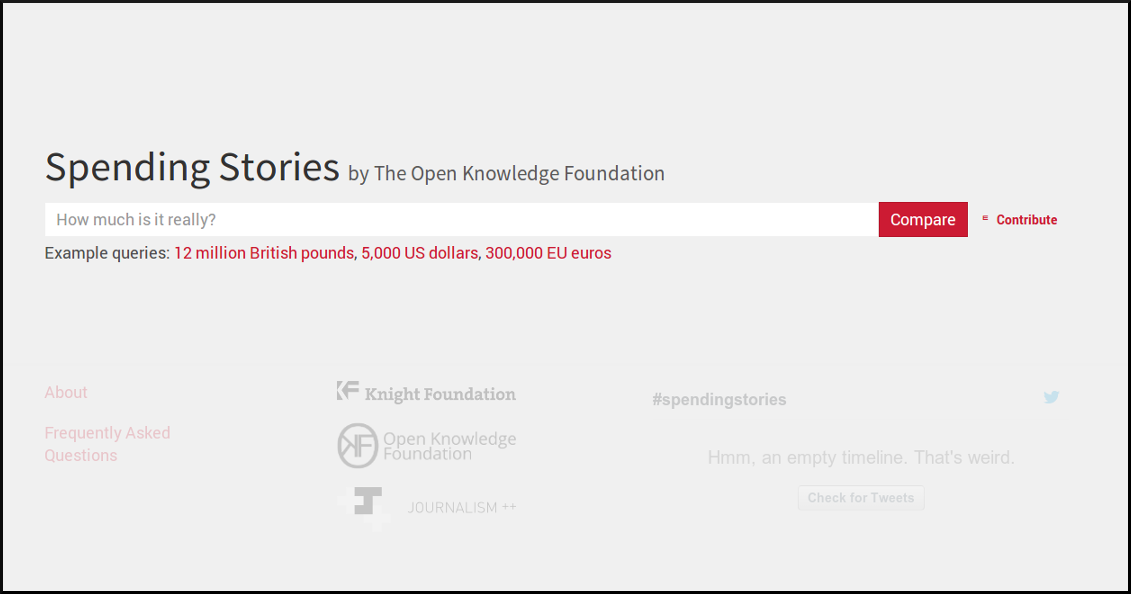 Spending Stories by The Open Knowledge Foundation
How much is it really?
Compare
Contribute
Example queries: 12 million British pounds, 5,000 US dollars, 300,000 EU euros
About
Frequently Asked
Questions
Knight Foundation
Open Knowledge
Foundation
JOURNALISM ++
#spendingstories
Hmm, an empty timeline. That's weird.
Check for Tweets